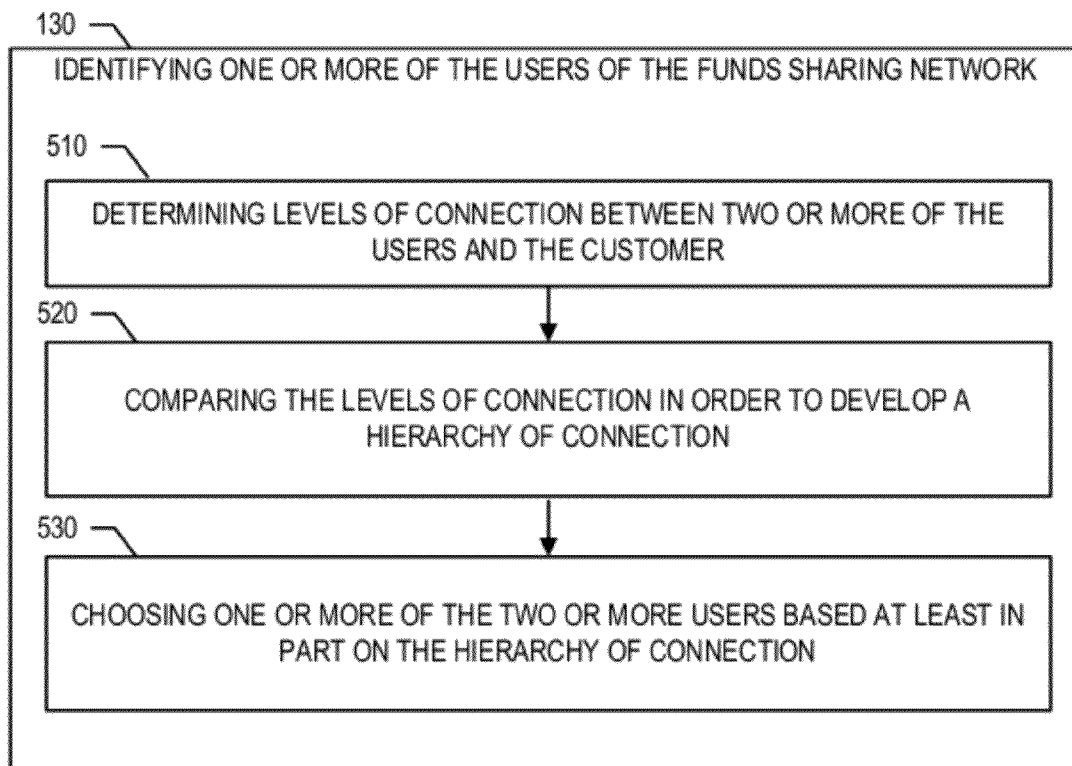 130
IDENTIFYING ONE OR MORE OF THE USERS OF THE FUNDS SHARING NETWORK
510
DETERMINING LEVELS OF CONNECTION BETWEEN TWO OR MORE OF THE
USERS AND THE CUSTOMER
520
COMPARING THE LEVELS OF CONNECTION IN ORDER TO DEVELOP A
HIERARCHY OF CONNECTION
530
CHOOSING ONE OR MORE OF THE TWO OR MORE USERS BASED AT LEAST IN
PART ON THE HIERARCHY OF CONNECTION